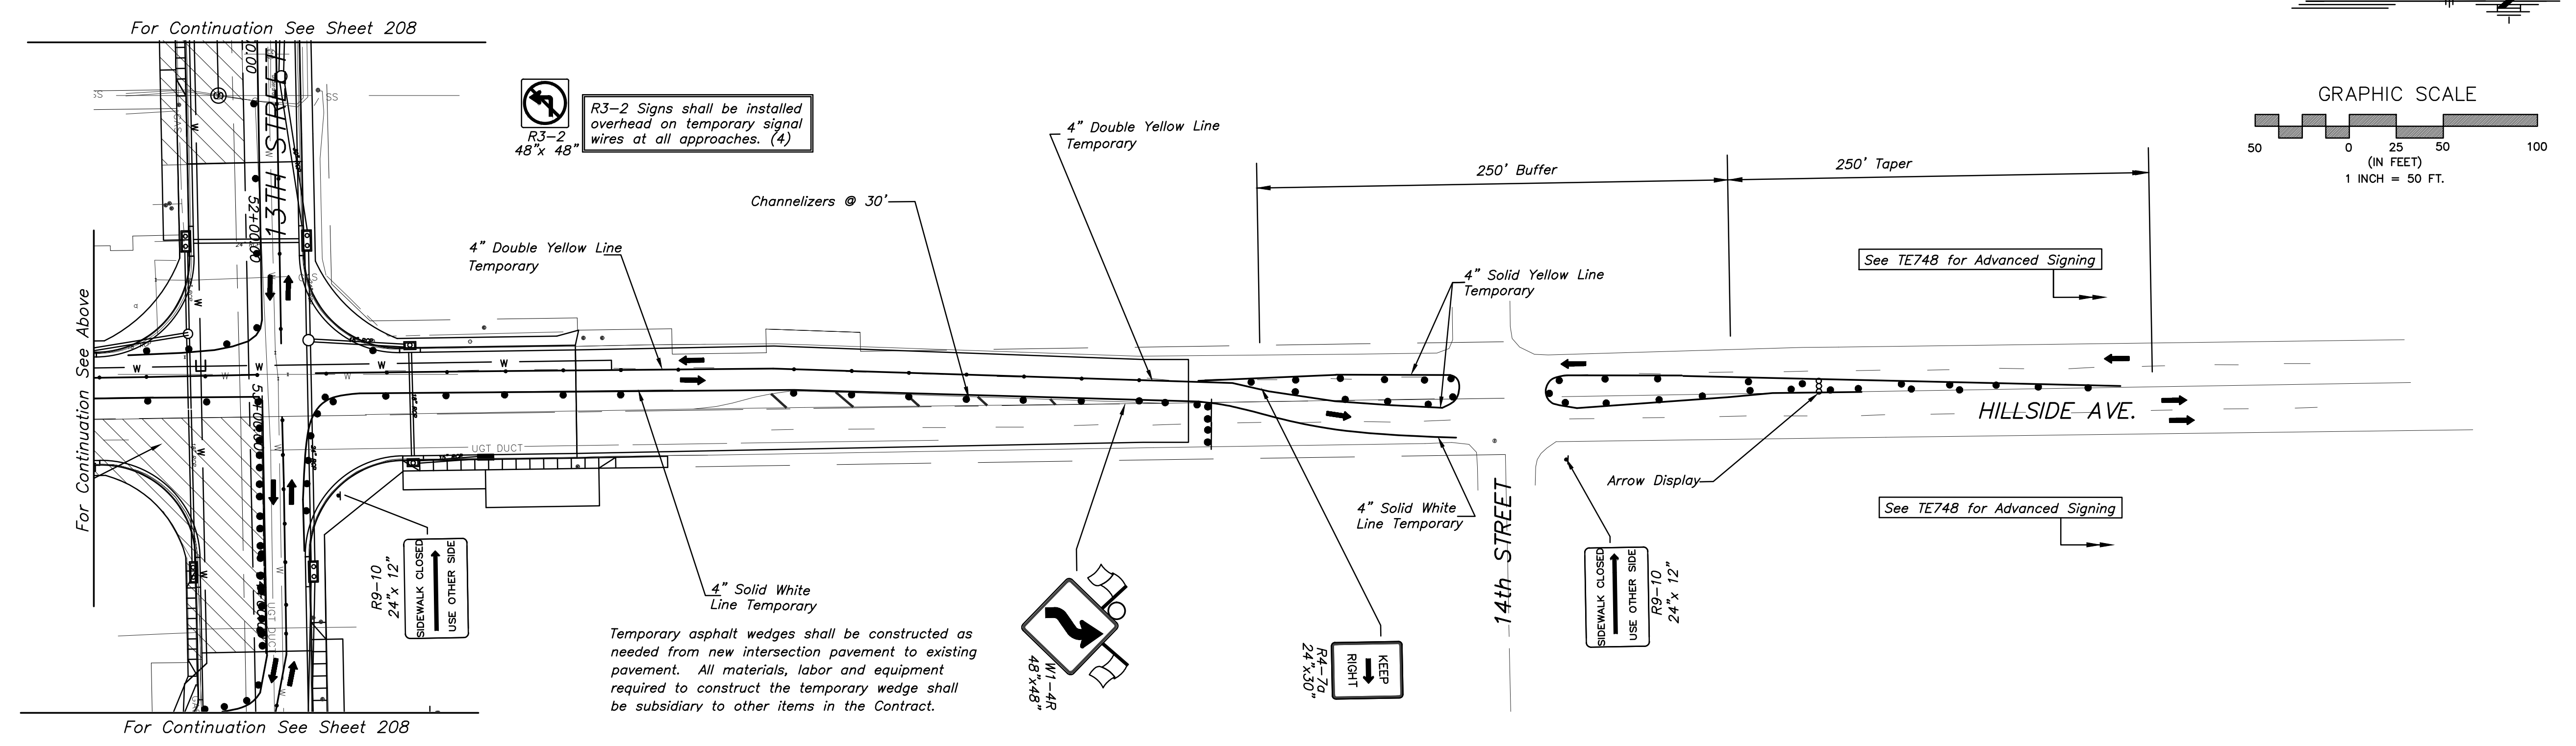 For Continuation See Sheet 208
13TH STREET
0.00
52+00.00
SS
SS
GAS
GAS
R3-2
48"x 48"
R3-2 Signs shall be installed
overhead on temporary signal
wires at all approaches. (4)
4" Double Yellow Line
Temporary
Channelizers @ 30'
4" Double Yellow Line
Temporary
250' Buffer
250' Taper
4" Solid Yellow Line
Temporary
See TE748 for Advanced Signing
GRAPHIC SCALE
50 0 25 50 100
(IN FEET)
1 INCH = 50 FT.
For Continuation See Above
W W W W W
UGT DUCT
HILLSIDE AVE.
Arrow Display
See TE748 for Advanced Signing
4" Solid White
Line Temporary
14th STREET
R9-10
24"x 12"
SIDEWALK CLOSED
USE OTHER SIDE
4" Solid White
Line Temporary
Temporary asphalt wedges shall be constructed as
needed from new intersection pavement to existing
pavement. All materials, labor and equipment
required to construct the temporary wedge shall
be subsidiary to other items in the Contract.
W1-4R
48"x48"
R4-7a
24"x30"
KEEP
RIGHT
SIDEWALK CLOSED
USE OTHER SIDE
R9-10
24"x 12"
UGT DUCT
For Continuation See Sheet 208